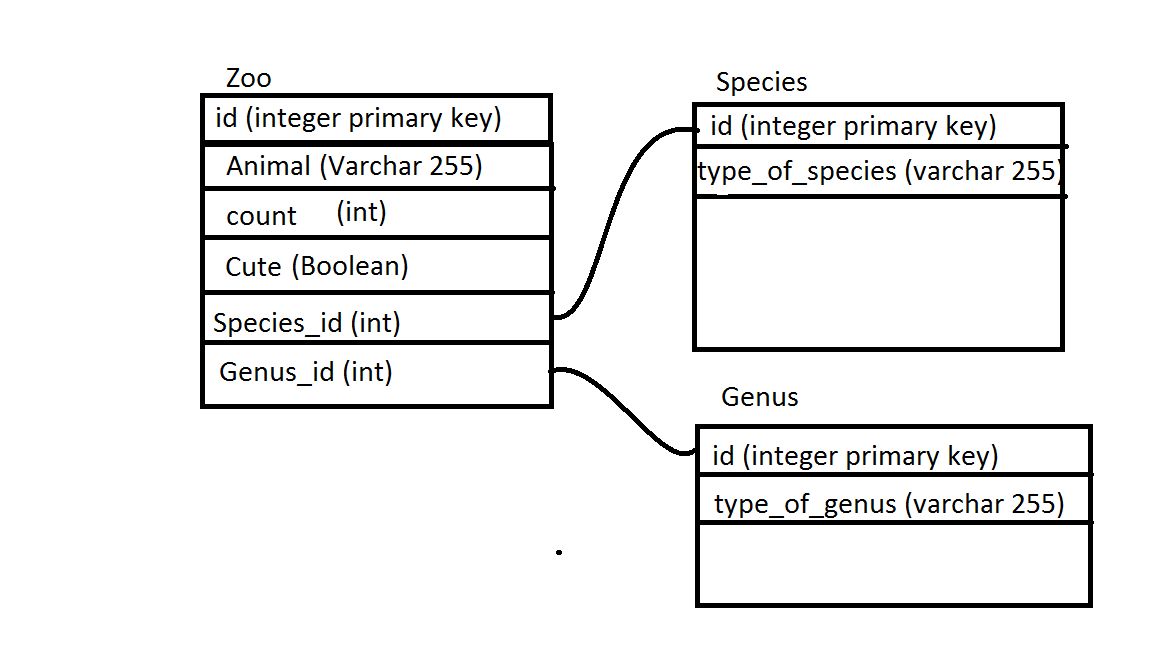 Zoo
id (integer primary key)
Animal (Varchar 255)
count (int)
Cute (Boolean)
Species_id (int)
Genus_id (int)
Species
id (integer primary key)
type_of_species (varchar 255)
Genus
id (integer primary key)
type_of_genus (varchar 255)